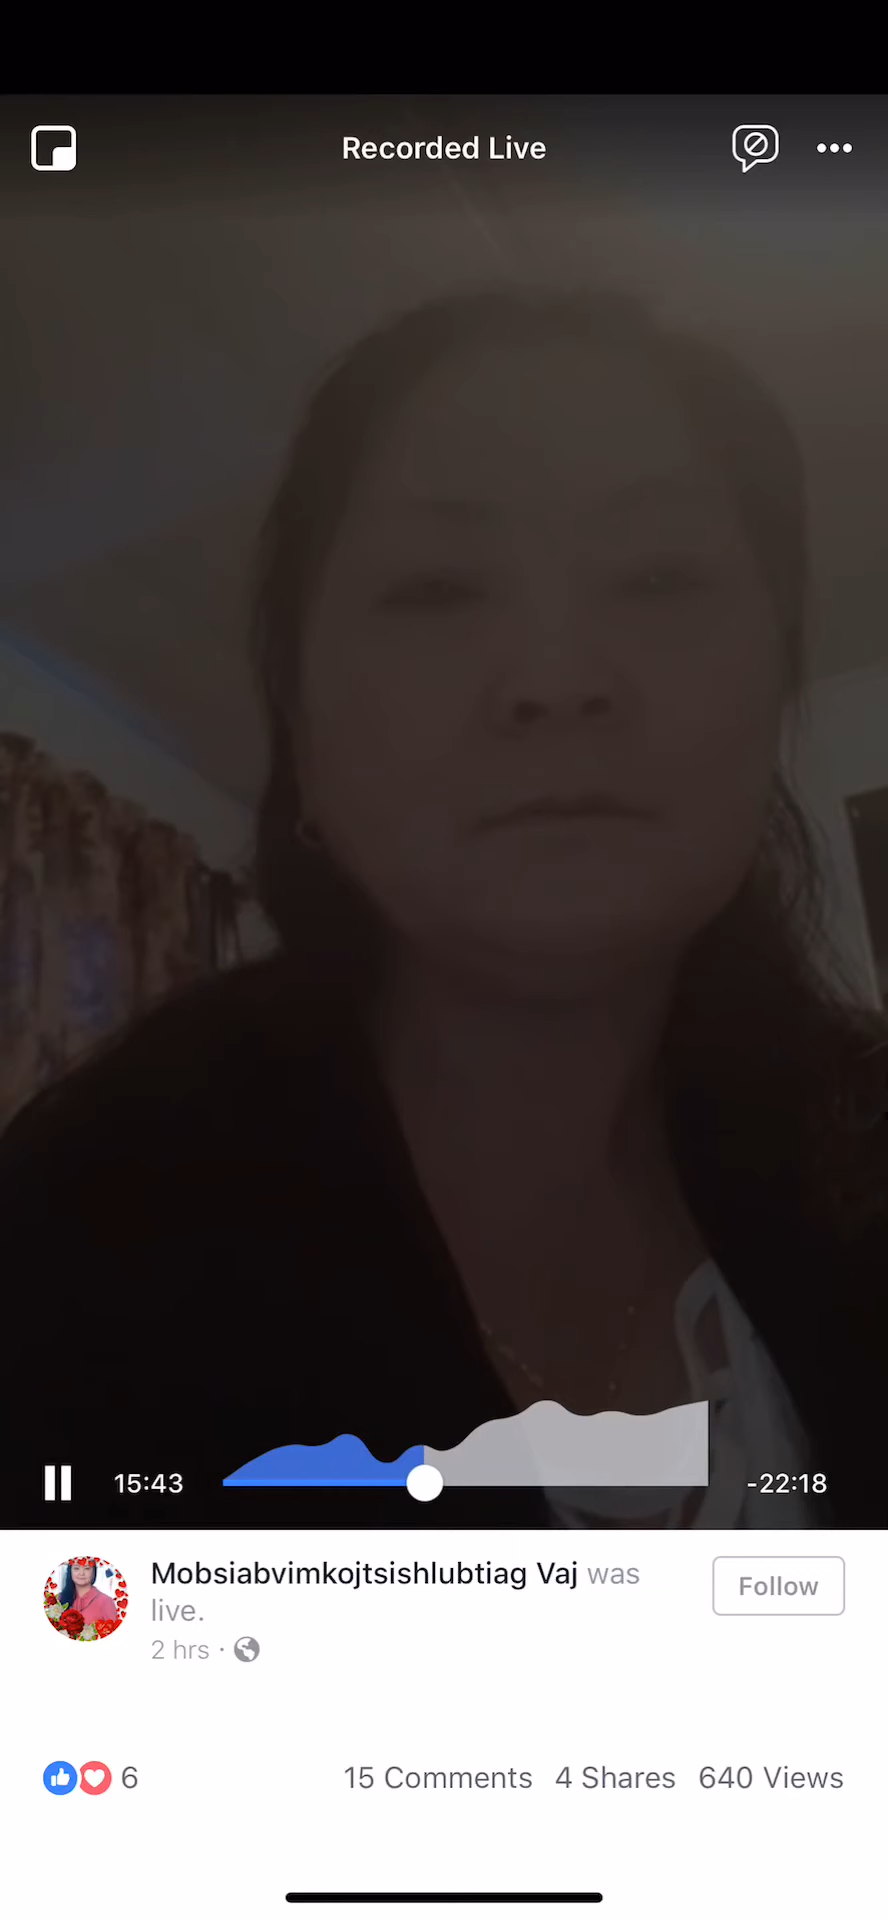 Recorded Live
15:43
-22:18
Mobsiabvimkojtsishlubtiag Vaj was
live.
Follow
2 hrs ·
6
15 Comments 4 Shares 640 Views